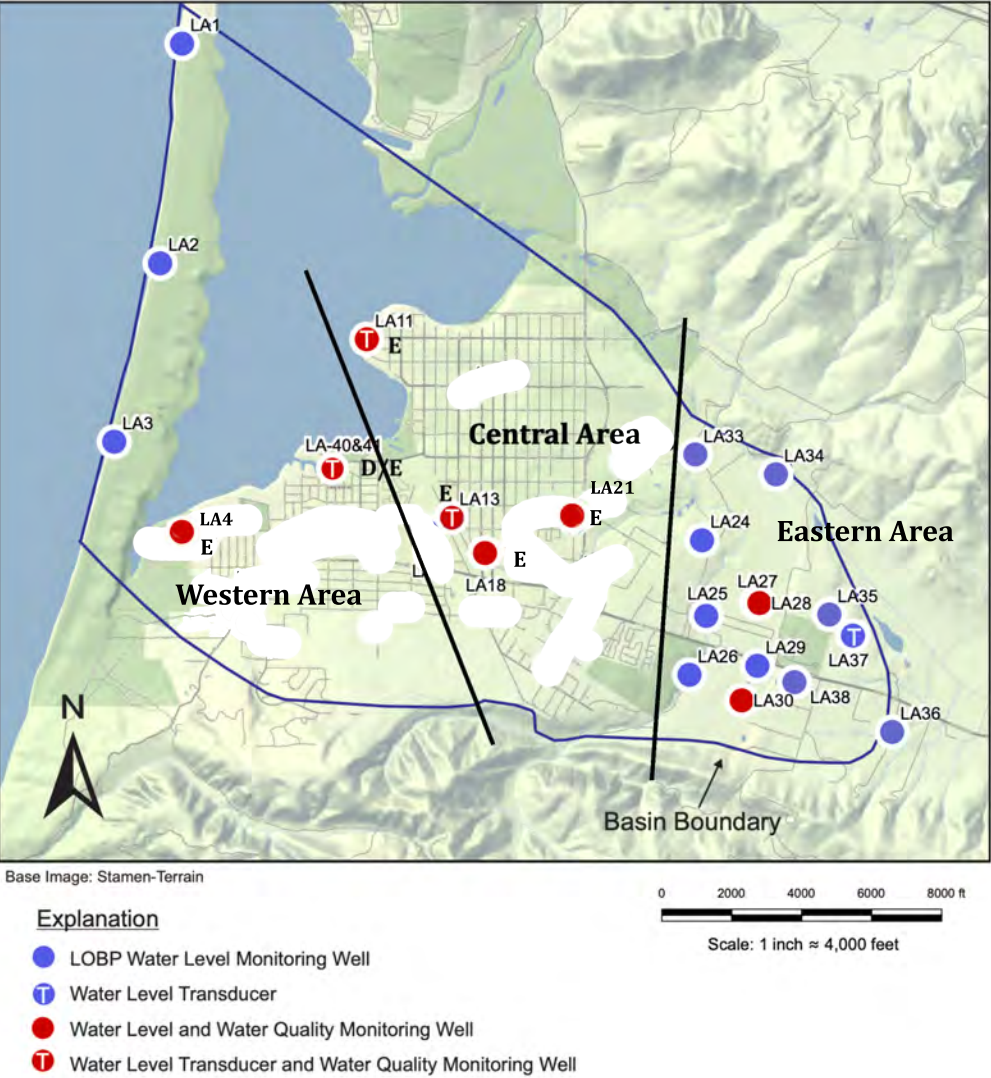 LA1
LA2
LA11
E
LA3
Central Area
LA33
LA-40&41
D/E
LA34
LA21
E
E
LA13
LA4
E
LA24
Eastern Area
E
LA18
LA27
LA25
LA28
LA35
Western Area
LA29
LA37
LA26
LA38
LA30
LA36
N
Basin Boundary
Base Image: Stamen-Terrain
0 2000 4000 6000 8000 ft
Scale: 1 inch ≈ 4,000 feet
Explanation
LOBP Water Level Monitoring Well
T Water Level Transducer
Water Level and Water Quality Monitoring Well
T Water Level Transducer and Water Quality Monitoring Well
T
T
T
T